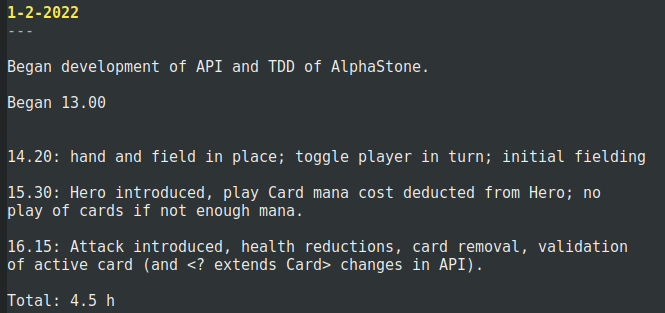 1-2-2022
---
Began development of API and TDD of AlphaStone.
Began 13.00
14.20: hand and field in place; toggle player in turn; initial fielding
15.30: Hero introduced, play Card mana cost deducted from Hero; no
play of cards if not enough mana.
16.15: Attack introduced, health reductions, card removal, validation
of active card (and <? extends Card> changes in API).
Total: 4.5 h